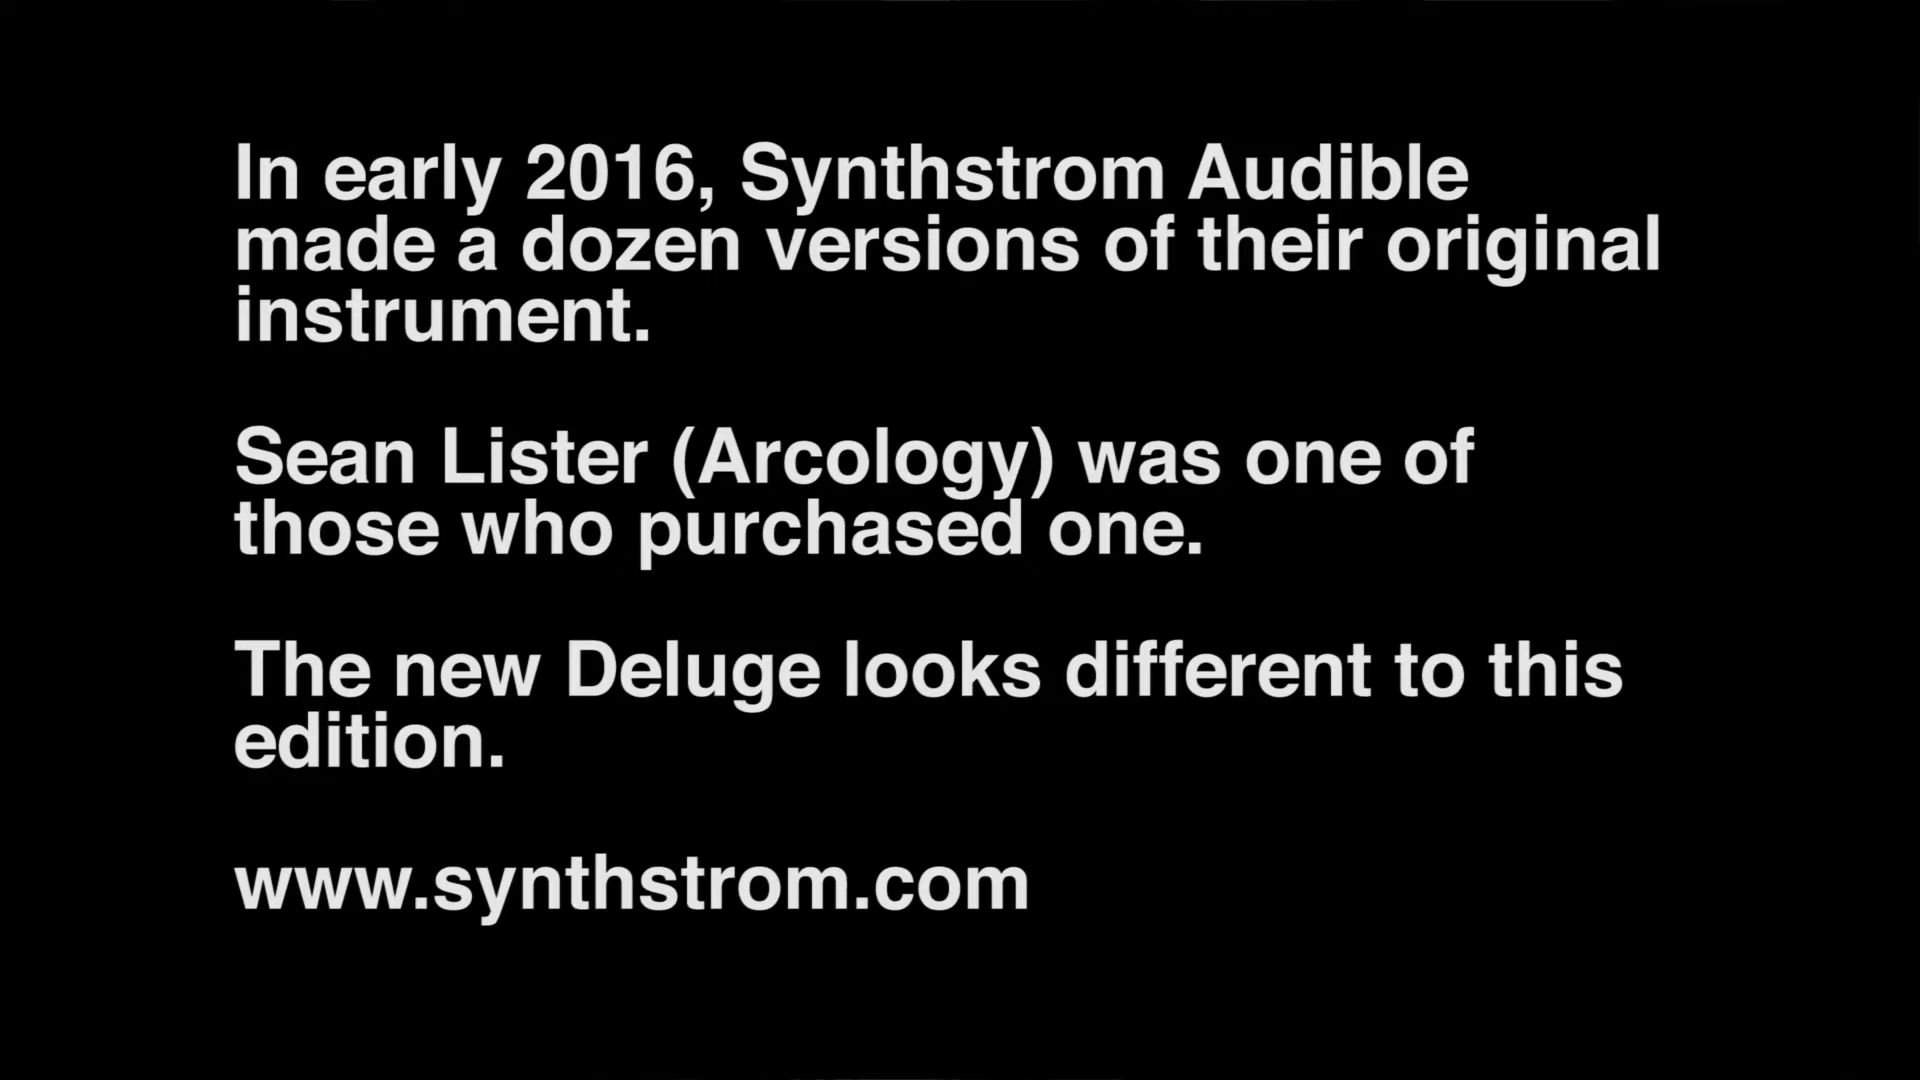 In early 2016, Synthstrom Audible
made a dozen versions of their original
instrument.
Sean Lister (Arcology) was one of
those who purchased one.
The new Deluge looks different to this
edition.
www.synthstrom.com